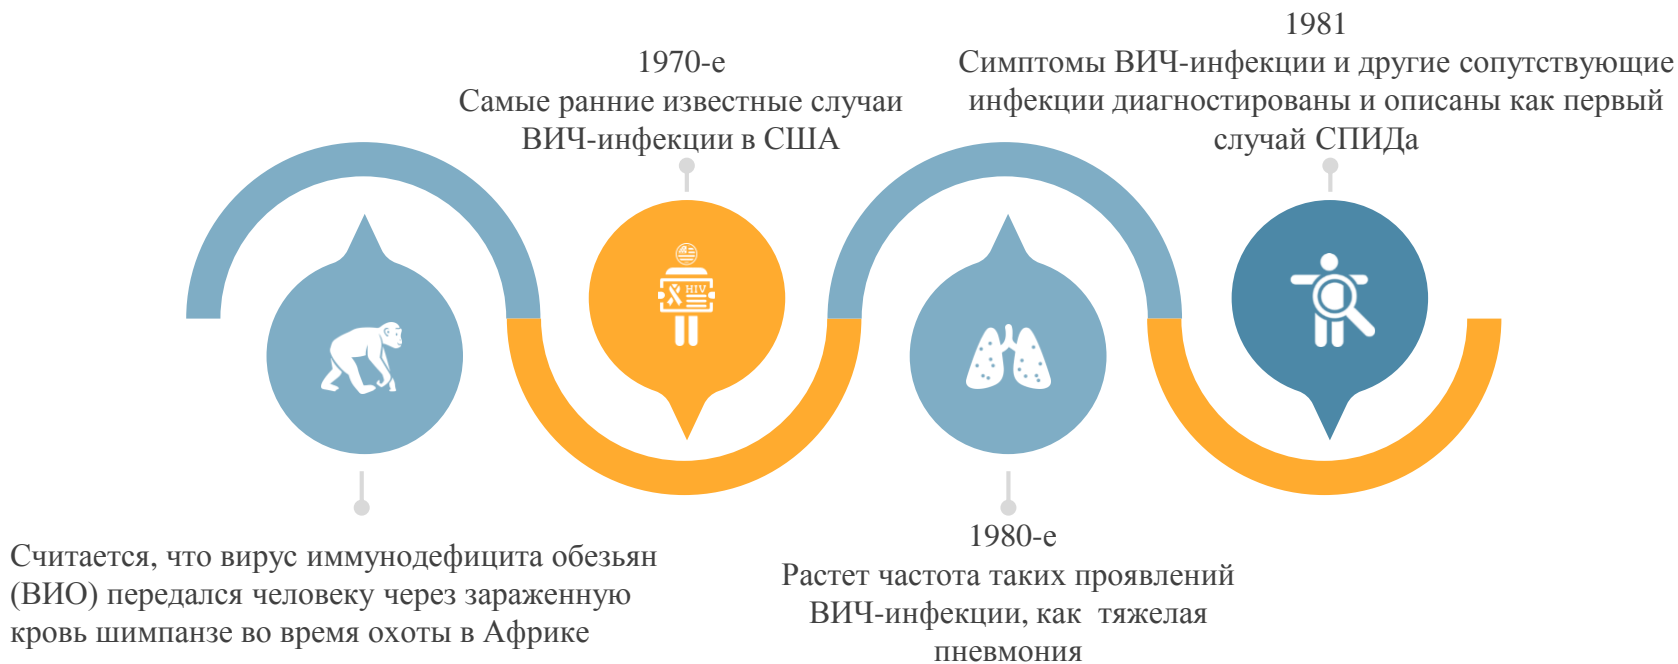 Считается, что вирус иммунодефицита обезьян
(ВИО) передался человеку через зараженную
кровь шимпанзе во время охоты в Африке
1970-е
Самые ранние известные случаи
ВИЧ-инфекции в США
HIV
1980-е
Растет частота таких проявлений
ВИЧ-инфекции, как  тяжелая
пневмония
1981
Симптомы ВИЧ-инфекции и другие сопутствующие
инфекции диагностированы и описаны как первый
случай СПИДа